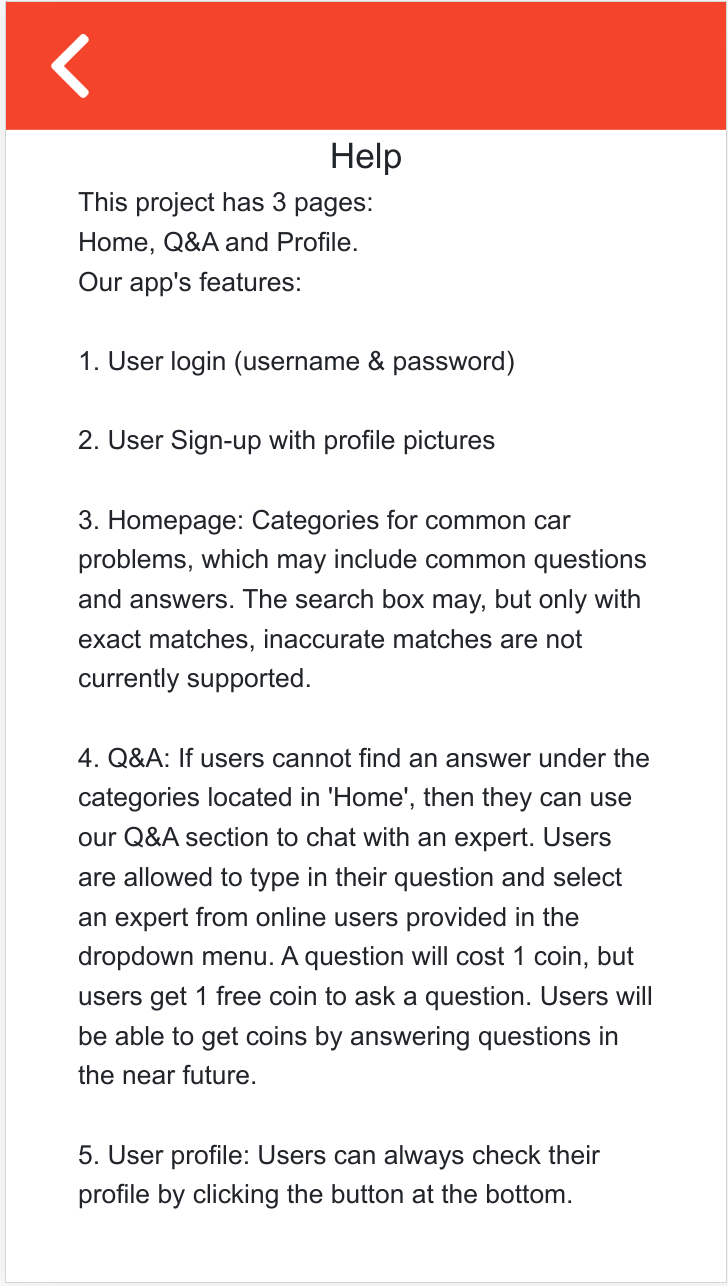 Help
This project has 3 pages:
Home, Q&A and Profile.
Our app's features:
1. User login (username & password)
2. User Sign-up with profile pictures
3. Homepage: Categories for common car
problems, which may include common questions
and answers. The search box may, but only with
exact matches, inaccurate matches are not
currently supported.
4. Q&A: If users cannot find an answer under the
categories located in 'Home', then they can use
our Q&A section to chat with an expert. Users
are allowed to type in their question and select
an expert from online users provided in the
dropdown menu. A question will cost 1 coin, but
users get 1 free coin to ask a question. Users will
be able to get coins by answering questions in
the near future.
5. User profile: Users can always check their
profile by clicking the button at the bottom.